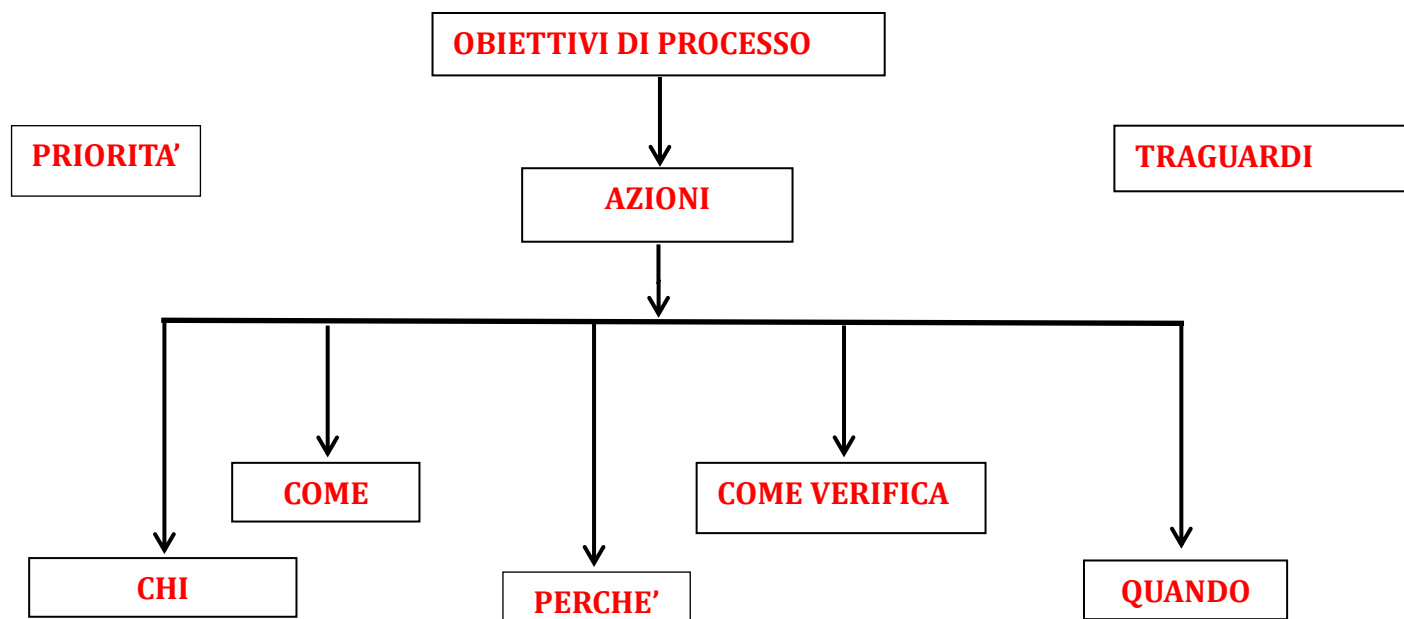 OBIETTIVI DI PROCESSO
PRIORITA’
TRAGUARDI
AZIONI
COME
COME VERIFICA
CHI
PERCHE’
QUANDO